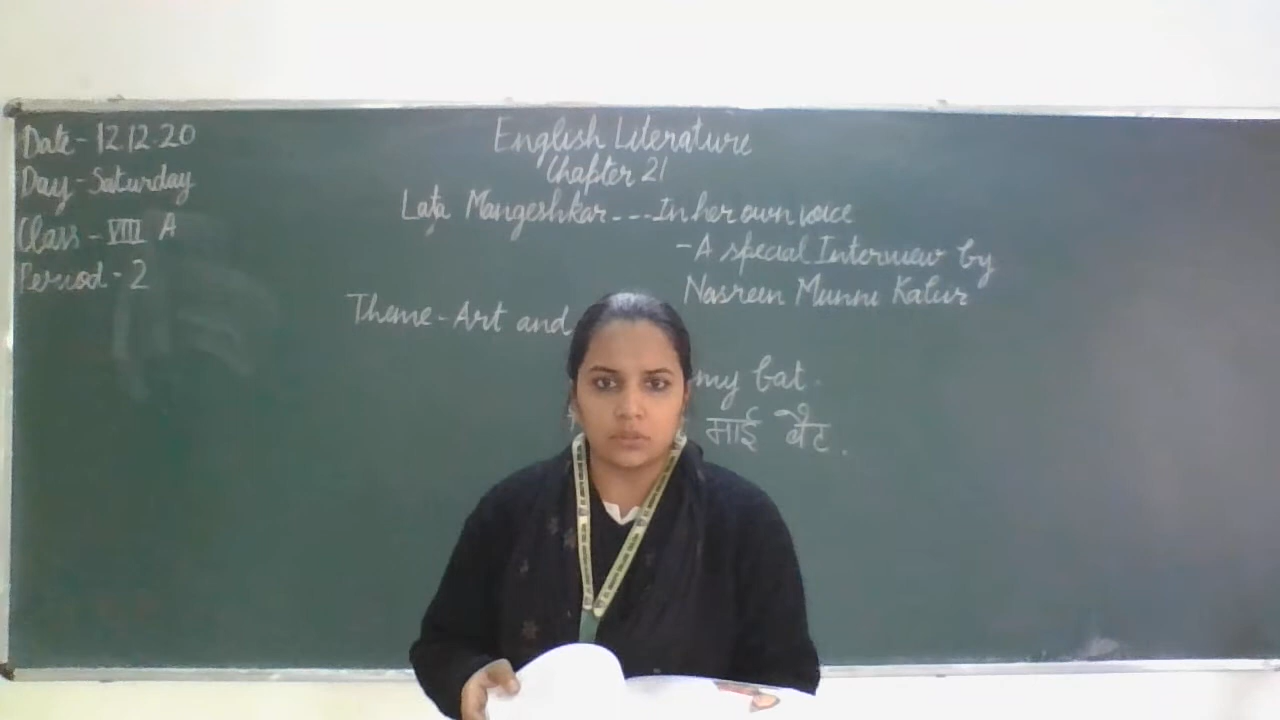 Date - 12.12.20
Day - Saturday
Class - VIII A
Period - 2
English Literature
Chapter 21
Lata Mangeshkar --- In her own voice
- A special Interview by
Nasreen Munni Kabir
Theme - Art and
my bat.
माई बैट.